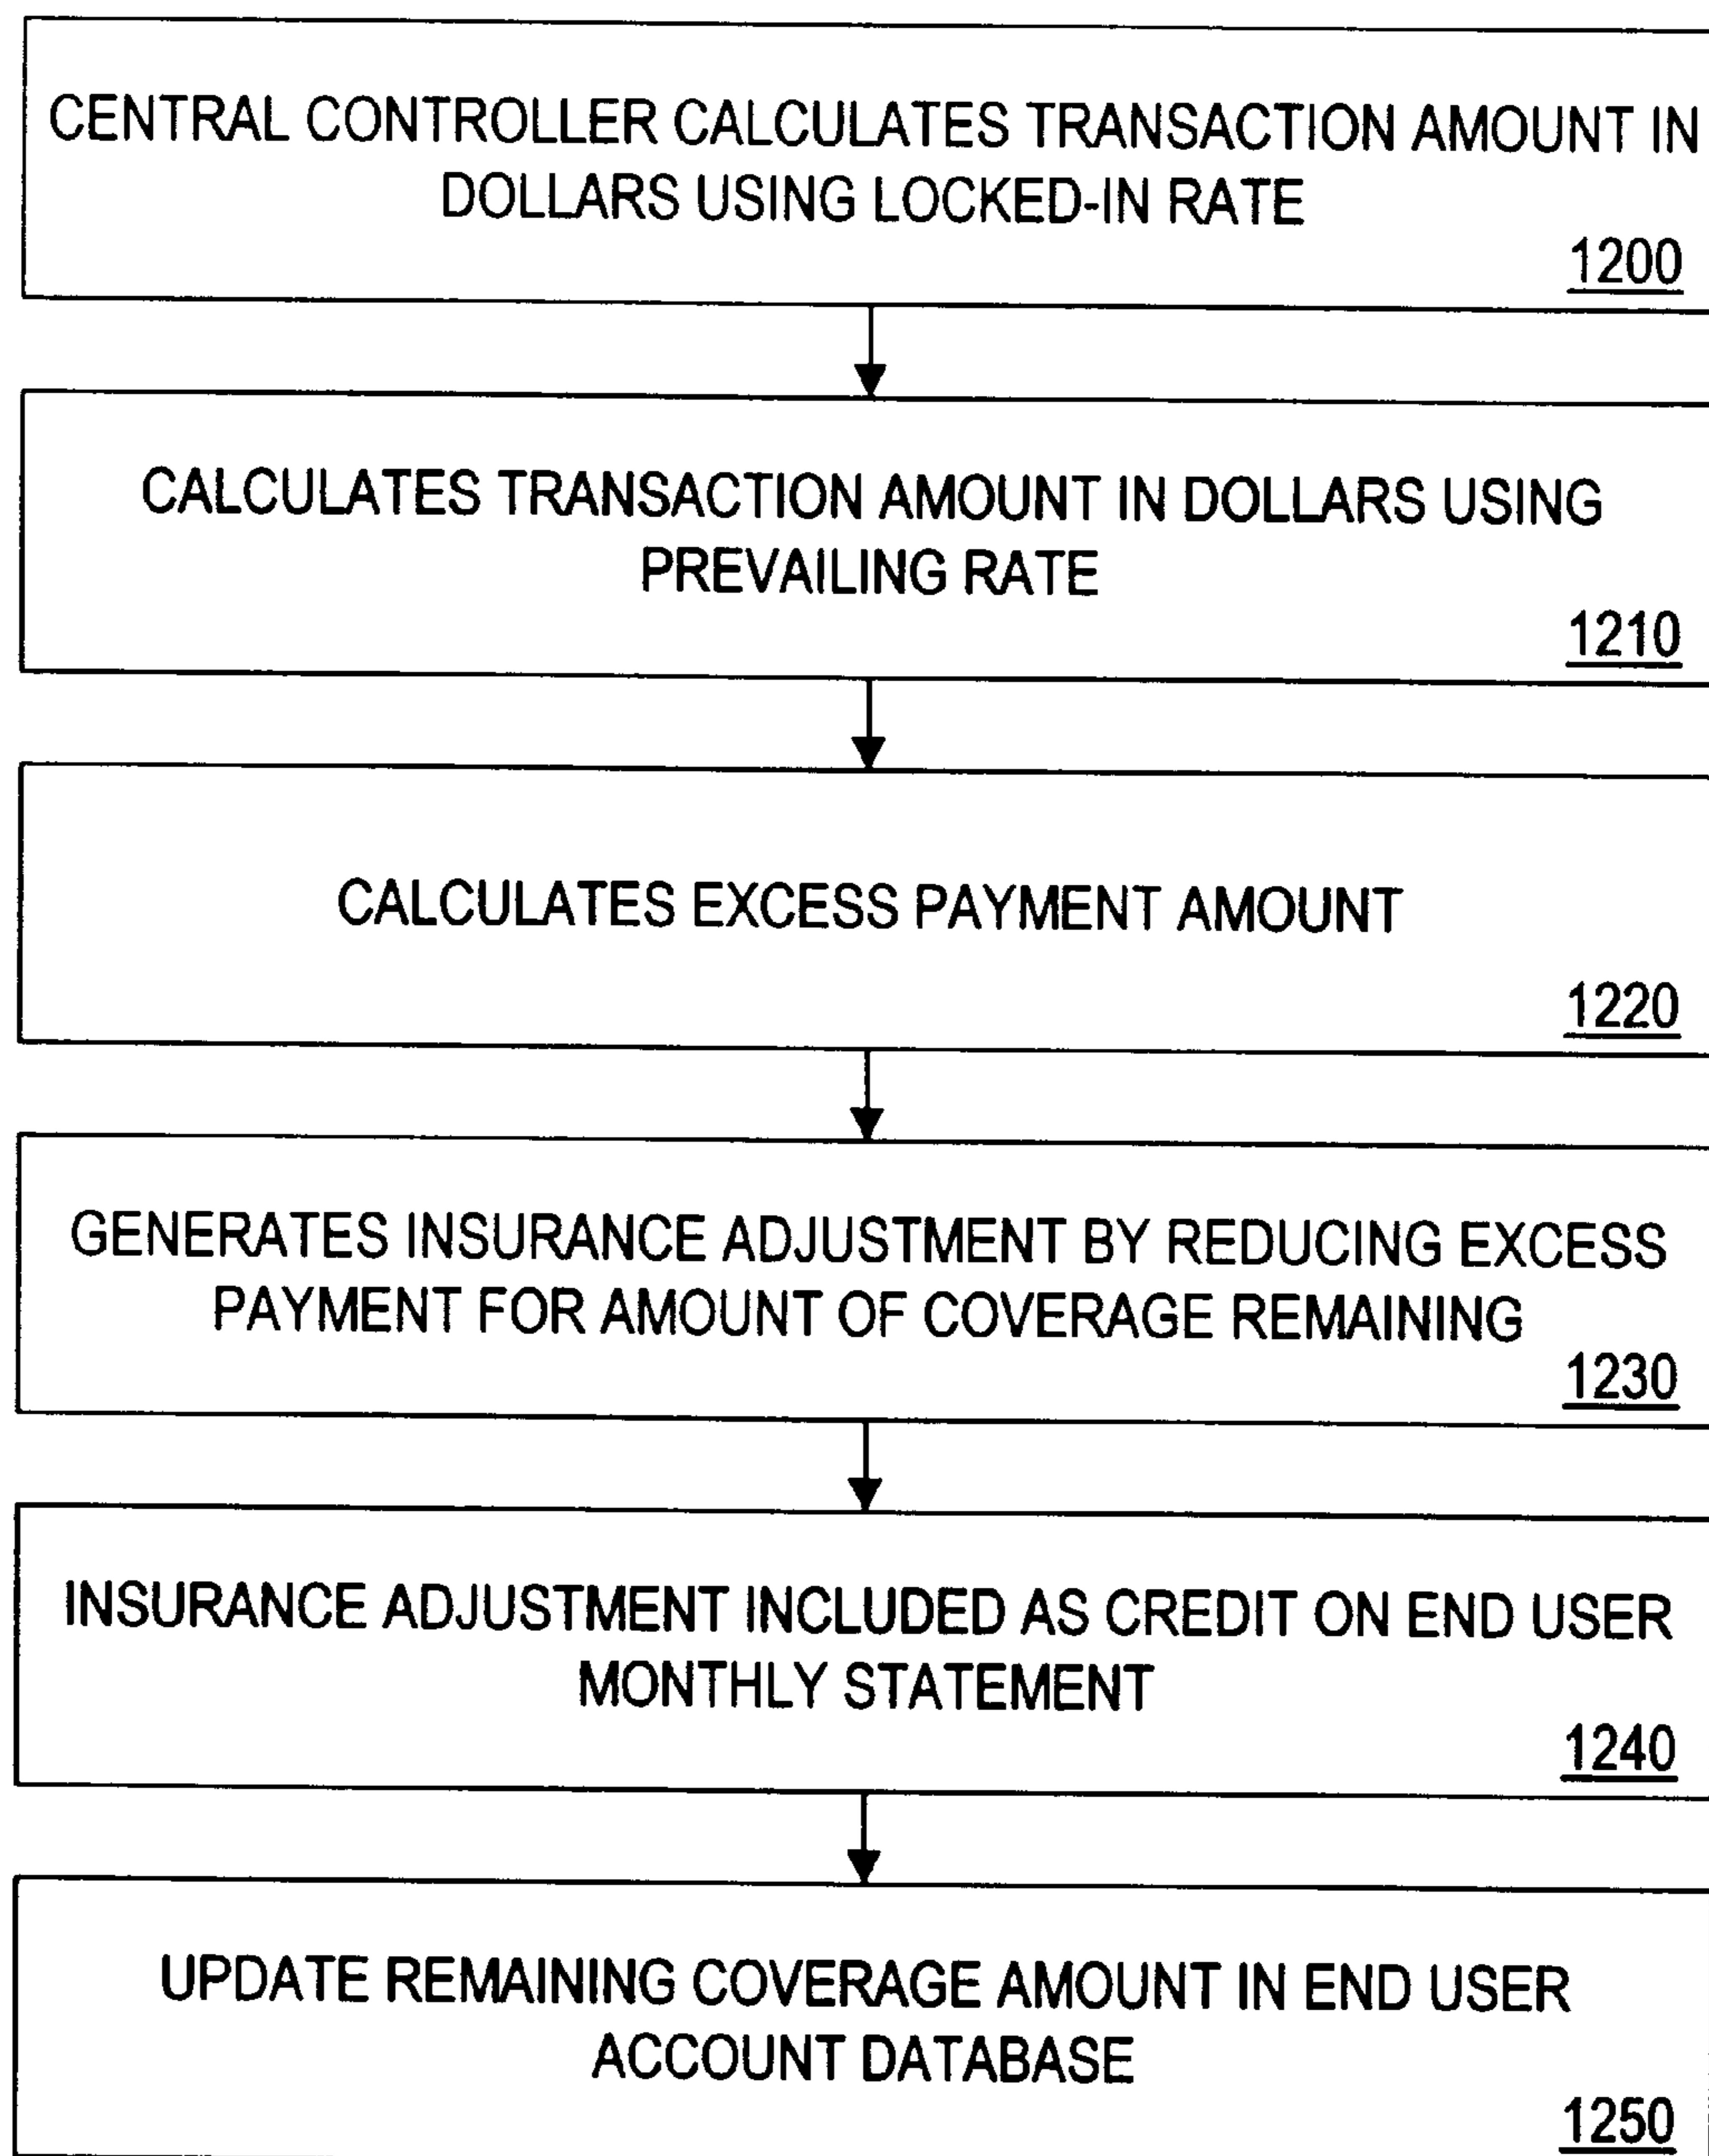 CENTRAL CONTROLLER CALCULATES TRANSACTION AMOUNT IN
DOLLARS USING LOCKED-IN RATE
1200
CALCULATES TRANSACTION AMOUNT IN DOLLARS USING
PREVAILING RATE
1210
CALCULATES EXCESS PAYMENT AMOUNT
1220
GENERATES INSURANCE ADJUSTMENT BY REDUCING EXCESS
PAYMENT FOR AMOUNT OF COVERAGE REMAINING
1230
INSURANCE ADJUSTMENT INCLUDED AS CREDIT ON END USER
MONTHLY STATEMENT
1240
UPDATE REMAINING COVERAGE AMOUNT IN END USER
ACCOUNT DATABASE
1250